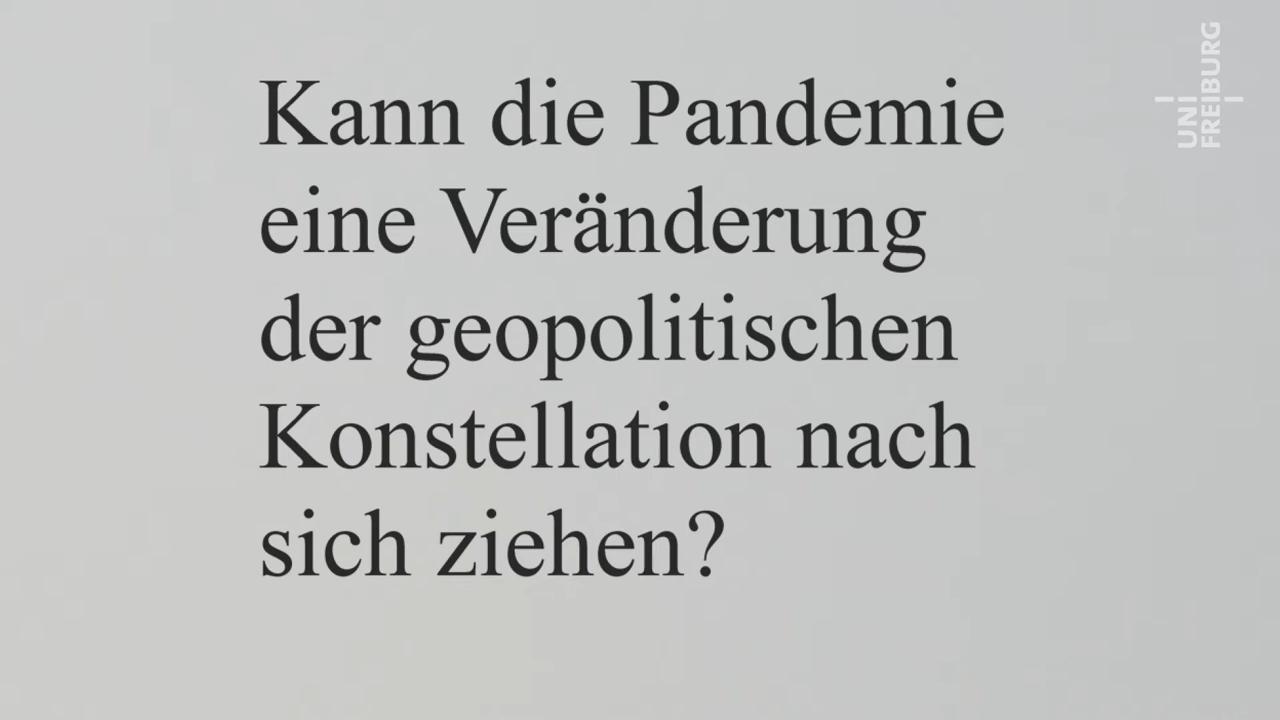 Kann die Pandemie
eine Veränderung
der geopolitischen
Konstellation nach
sich ziehen?
UNI
FREIBURG